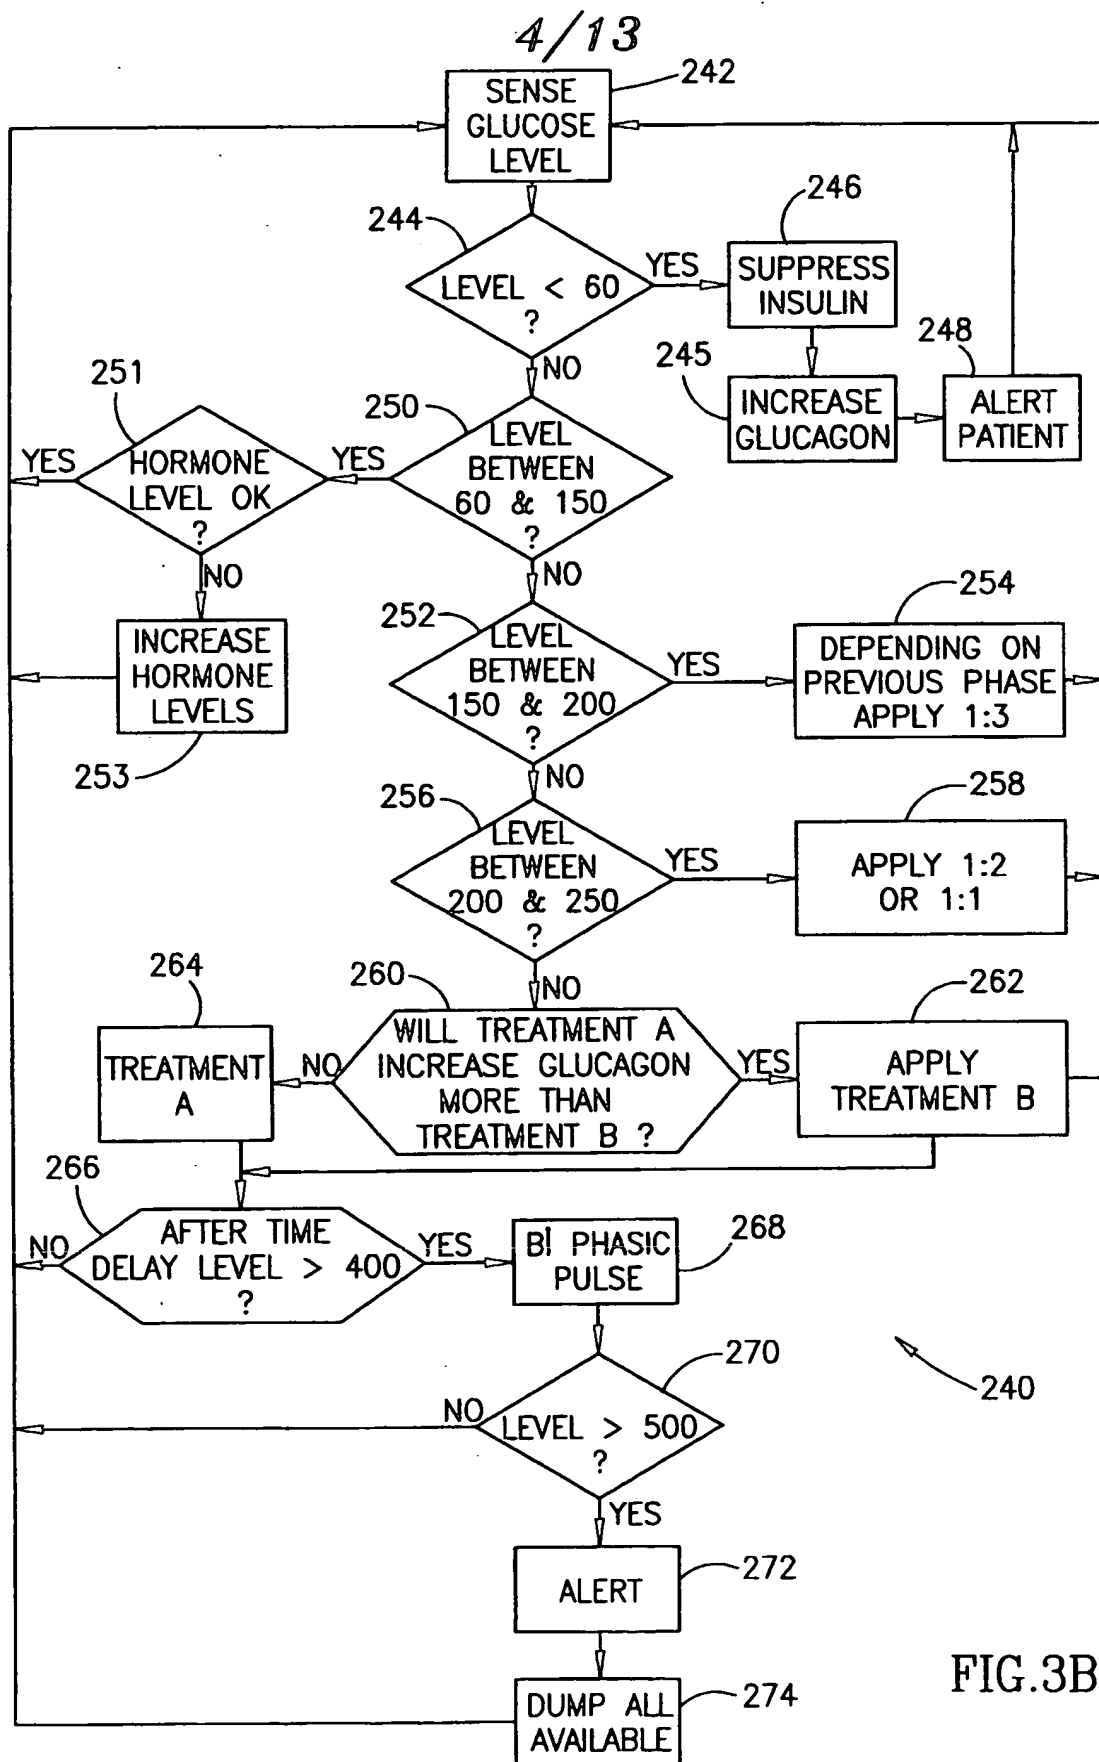 4/13
SENSE
GLUCOSE
LEVEL
242
244
LEVEL < 60
?
YES
NO
246
SUPPRESS
INSULIN
245
INCREASE
GLUCAGON
248
ALERT
PATIENT
251
HORMONE
LEVEL OK
?
YES
NO
250
LEVEL
BETWEEN
60 & 150
?
YES
NO
INCREASE
HORMONE
LEVELS
253
252
LEVEL
BETWEEN
150 & 200
?
YES
NO
254
DEPENDING ON
PREVIOUS PHASE
APPLY 1:3
256
LEVEL
BETWEEN
200 & 250
?
YES
NO
258
APPLY 1:2
OR 1:1
260
WILL TREATMENT A
INCREASE GLUCAGON
MORE THAN
TREATMENT B ?
NO
YES
264
TREATMENT
A
262
APPLY
TREATMENT B
266
AFTER TIME
DELAY LEVEL > 400
?
NO
YES
BI PHASIC
PULSE
268
270
LEVEL > 500
?
NO
YES
240
ALERT
272
DUMP ALL
AVAILABLE
274
FIG.3B